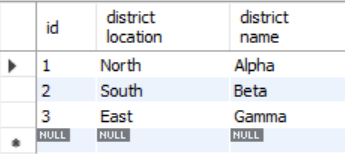 id district location district name
1 North Alpha
2 South Beta
3 East Gamma
NULL NULL NULL